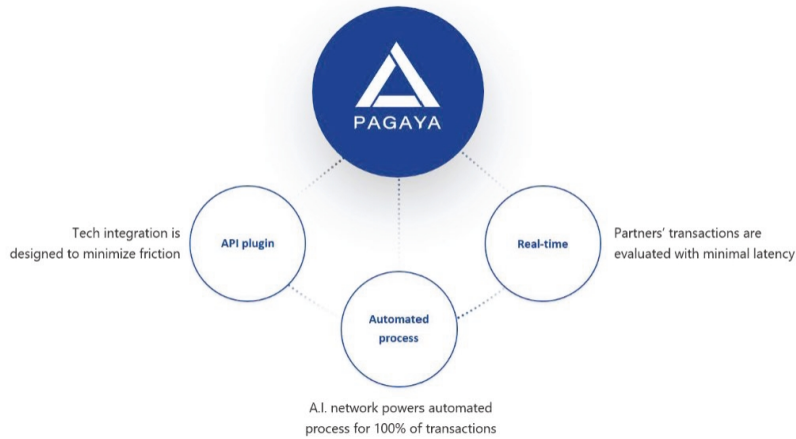 PAGAYA
Tech integration is
designed to minimize friction
API plugin
Real-time
Partners' transactions are
evaluated with minimal latency
Automated
process
A.I. network powers automated
process for 100% of transactions